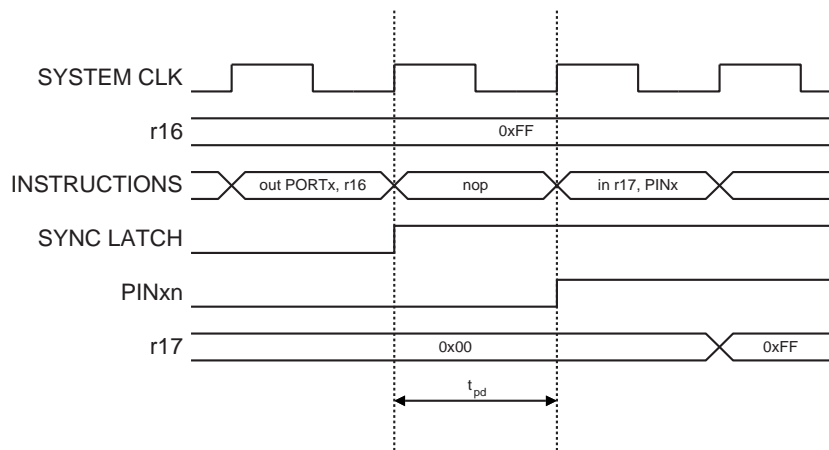 SYSTEM CLK
r16
0xFF
INSTRUCTIONS
out PORTx, r16
nop
in r17, PINx
SYNC LATCH
PINxn
r17
0x00
0xFF
tpd